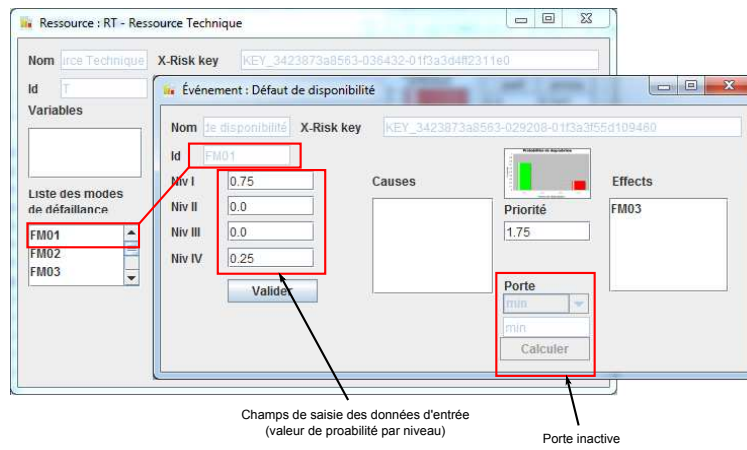 Ressource : RT - Ressource Technique
Nom irce Technique X-Risk key KEY_3423873a8563-036432-01f3a3d4ff2311e0
Id T
Variables
Liste des modes
de défaillance
FM01
FM02
FM03
Événement : Défaut de disponibilité
Nom de disponibilité X-Risk key KEY_3423873a8563-029208-01f3a3f55d109460
Id FM01
Niv I 0.75
Niv II 0.0
Niv III 0.0
Niv IV 0.25
Valider
Causes
Priorité
1.75
Porte
min
min
Calculer
Effects
FM03
Champs de saisie des données d'entrée
(valeur de proabilité par niveau)
Porte inactive